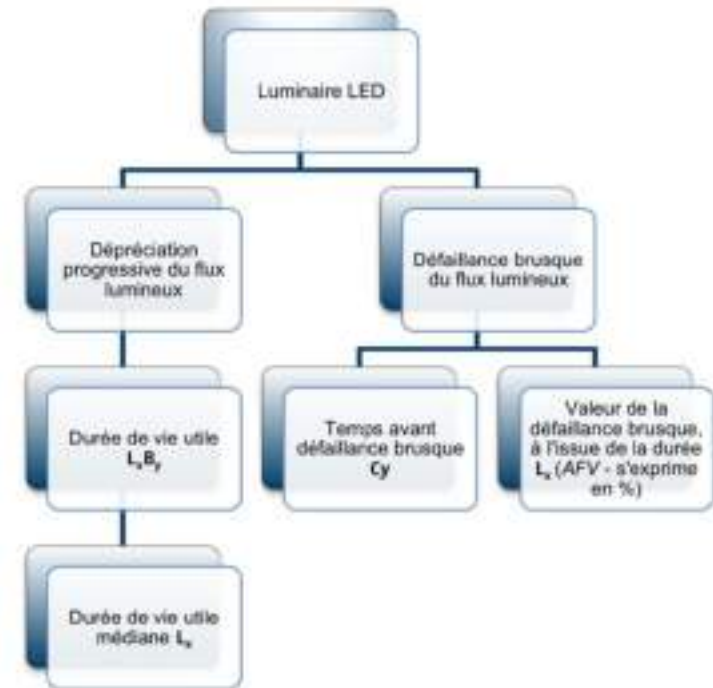 Luminaire LED
Dépréciation
progressive du flux
lumineux
Défaillance brusque
du flux lumineux
Durée de vie utile
LxBy
Temps avant
défaillance brusque
Cy
Valeur de la
défaillance brusque,
à l'issue de la durée
Lx (AFV - s'exprime
en %)
Durée de vie utile
médiane Lx